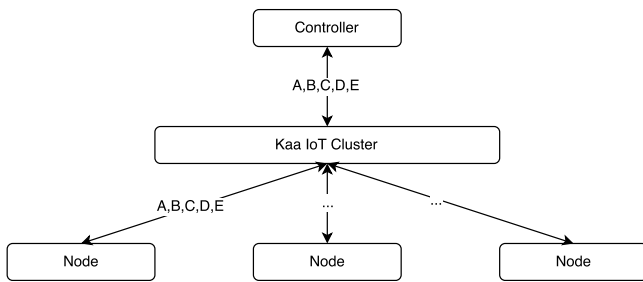 Controller
A,B,C,D,E
Kaa IoT Cluster
A,B,C,D,E
...
...
Node
Node
Node